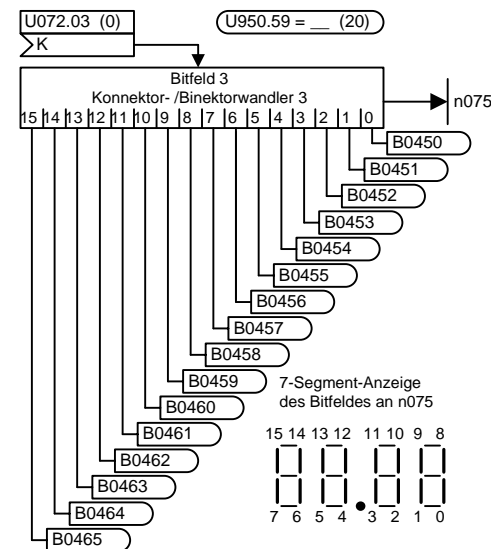 U072.03 (0)
K
U950.59 = __ (20)
Bitfeld 3
Konnektor- /Binektorwandler 3
15 14 13 12 11 10 9 8 7 6 5 4 3 2 1 0
n075
B0450
B0451
B0452
B0453
B0454
B0455
B0456
B0457
B0458
B0459
B0460
B0461
B0462
B0463
B0464
B0465
7-Segment-Anzeige
des Bitfeldes an n075
15 14 13 12 11 10 9 8
7 6 5 4 3 2 1 0